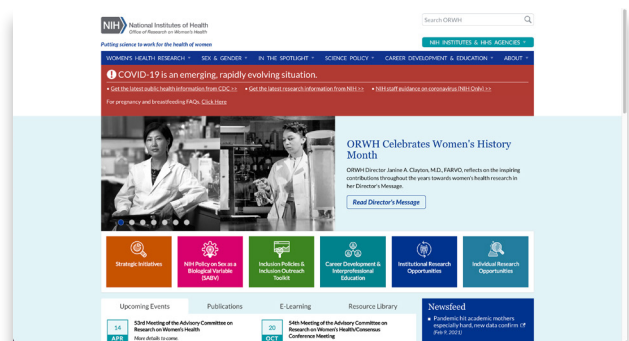 NIH National Institutes of Health
Office of Research on Women's Health
Search ORWH
Putting science to work for the health of women
NIH INSTITUTES & HHS AGENCIES
WOMEN'S HEALTH RESEARCH SEX & GENDER IN THE SPOTLIGHT SCIENCE POLICY CAREER DEVELOPMENT & EDUCATION ABOUT
COVID-19 is an emerging, rapidly evolving situation.
• Get the latest public health information from CDC >> • Get the latest research information from NIH >> • NIH staff guidance on coronavirus (NIH Only) >>
For pregnancy and breastfeeding FAQs, Click Here
ORWH Celebrates Women's History
Month
ORWH Director Janine A. Clayton, M.D., FARVO, reflects on the inspiring
contributions throughout the years towards women's health research in
her Director's Message.
Read Director's Message
Strategic Initiatives
NIH Policy on Sex as a
Biological Variable
(SABV)
Inclusion Policies &
Inclusion Outreach
Toolkit
Career Development &
Interprofessional
Education
Institutional Research
Opportunities
Individual Research
Opportunities
Upcoming Events Publications E-Learning Resource Library
14
APR
53rd Meeting of the Advisory Committee on
Research on Women's Health
More details to come.
20
OCT
54th Meeting of the Advisory Committee on
Research on Women's Health/Consensus
Conference Meeting
Newsfeed
Pandemic hit academic mothers
especially hard, new data confirm
(Feb 9, 2021)